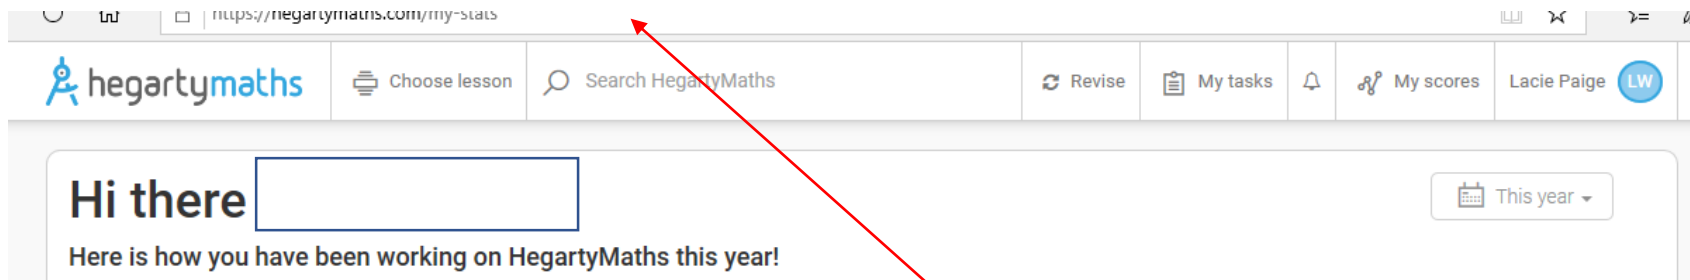 https://hegartymaths.com/my-stats
hegartymaths Choose lesson Search HegartyMaths Revise My tasks My scores Lacie Paige LW
Hi there
This year
Here is how you have been working on HegartyMaths this year!